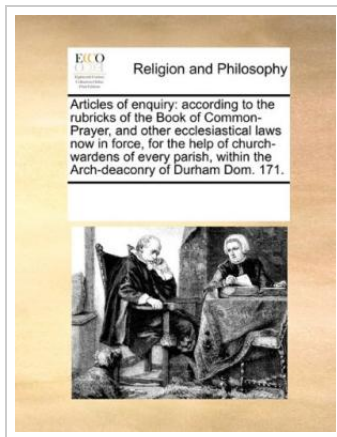 ECCO
Religion and Philosophy
Articles of enquiry: according to the
rubricks of the Book of Common-
Prayer, and other ecclesiastical laws
now in force, for the help of church-
wardens of every parish, within the
Arch-deaconry of Durham Dom. 171.